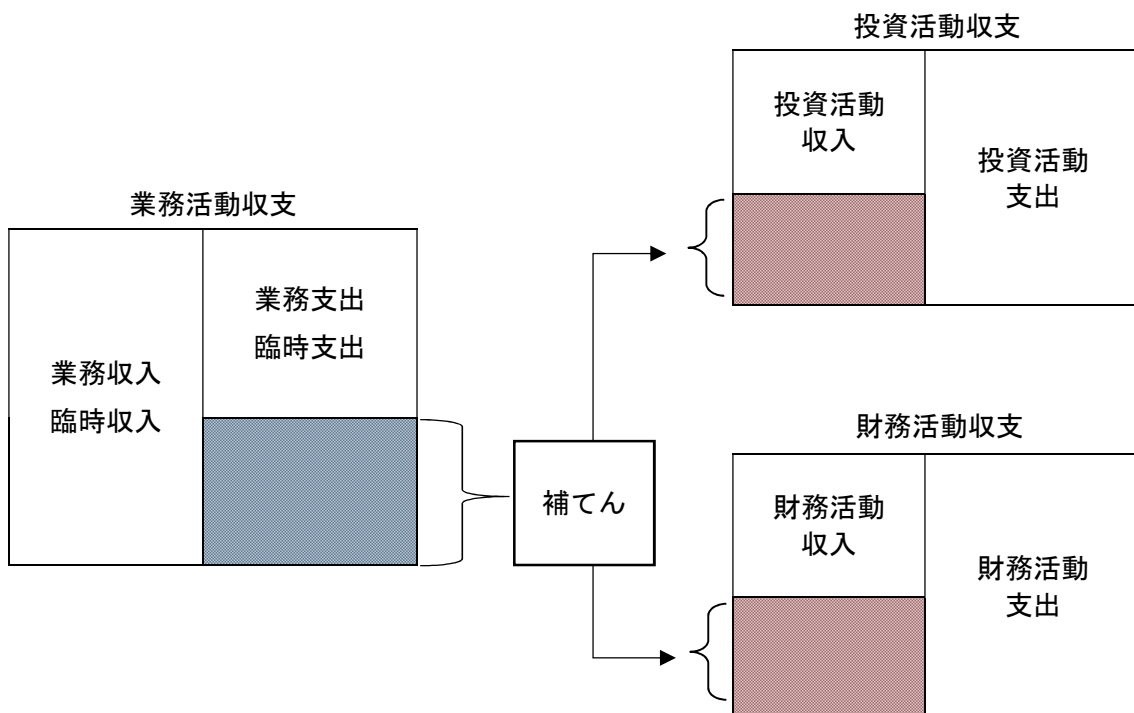 業務活動収支
業務収入
臨時収入
業務支出
臨時支出
補てん
投資活動収支
投資活動
収入
投資活動
支出
財務活動収支
財務活動
収入
財務活動
支出